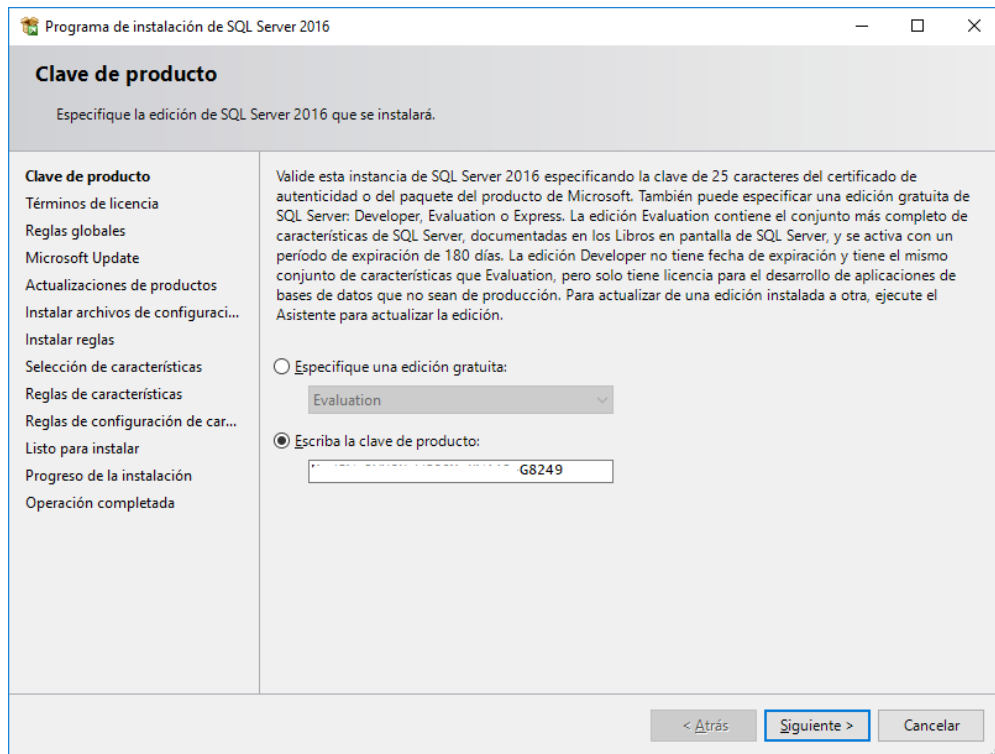 Programa de instalación de SQL Server 2016
Clave de producto
Especifique la edición de SQL Server 2016 que se instalará.
Clave de producto
Términos de licencia
Reglas globales
Microsoft Update
Actualizaciones de productos
Instalar archivos de configuraci...
Instalar reglas
Selección de características
Reglas de características
Reglas de configuración de car...
Listo para instalar
Progreso de la instalación
Operación completada
Valide esta instancia de SQL Server 2016 especificando la clave de 25 caracteres del certificado de
autenticidad o del paquete del producto de Microsoft. También puede especificar una edición gratuita de
SQL Server: Developer, Evaluation o Express. La edición Evaluation contiene el conjunto más completo de
características de SQL Server, documentadas en los Libros en pantalla de SQL Server, y se activa con un
período de expiración de 180 días. La edición Developer no tiene fecha de expiración y tiene el mismo
conjunto de características que Evaluation, pero solo tiene licencia para el desarrollo de aplicaciones de
bases de datos que no sean de producción. Para actualizar de una edición instalada a otra, ejecute el
Asistente para actualizar la edición.
Especifique una edición gratuita:
Evaluation
Escriba la clave de producto:
G8249
< Atrás
Siguiente >
Cancelar